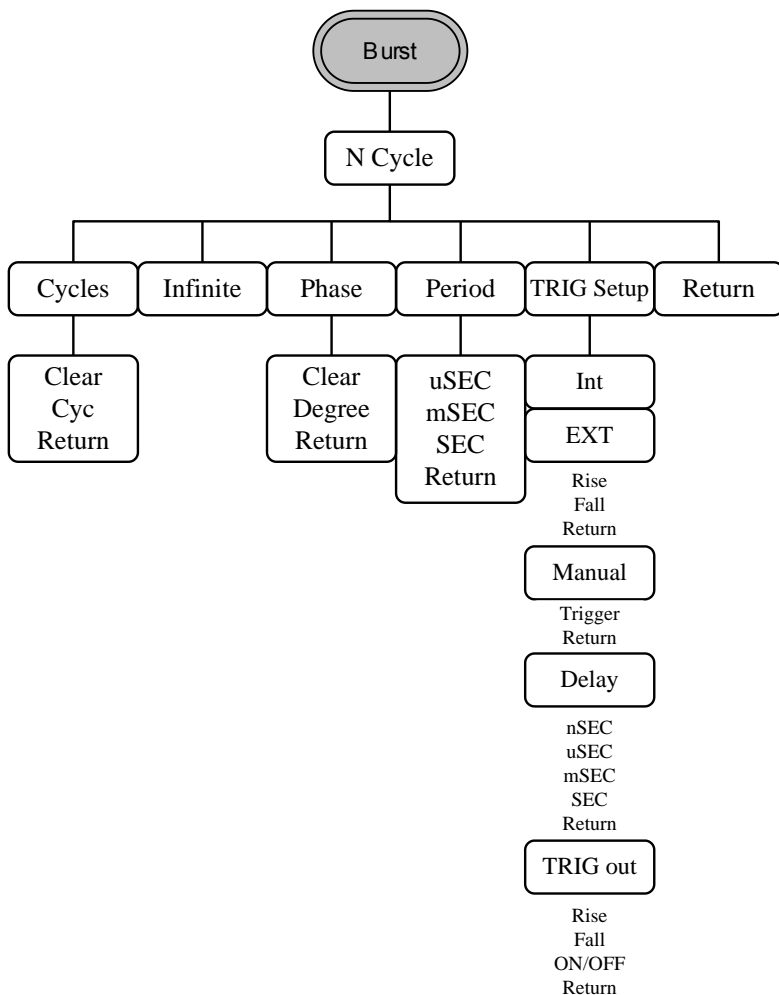 Burst
N Cycle
Cycles
Infinite
Phase
Period
TRIG Setup
Return
Clear
Cyc
Return
Clear
Degree
Return
uSEC
mSEC
SEC
Return
Int
EXT
Rise
Fall
Return
Manual
Trigger
Return
Delay
nSEC
uSEC
mSEC
SEC
Return
TRIG out
Rise
Fall
ON/OFF
Return